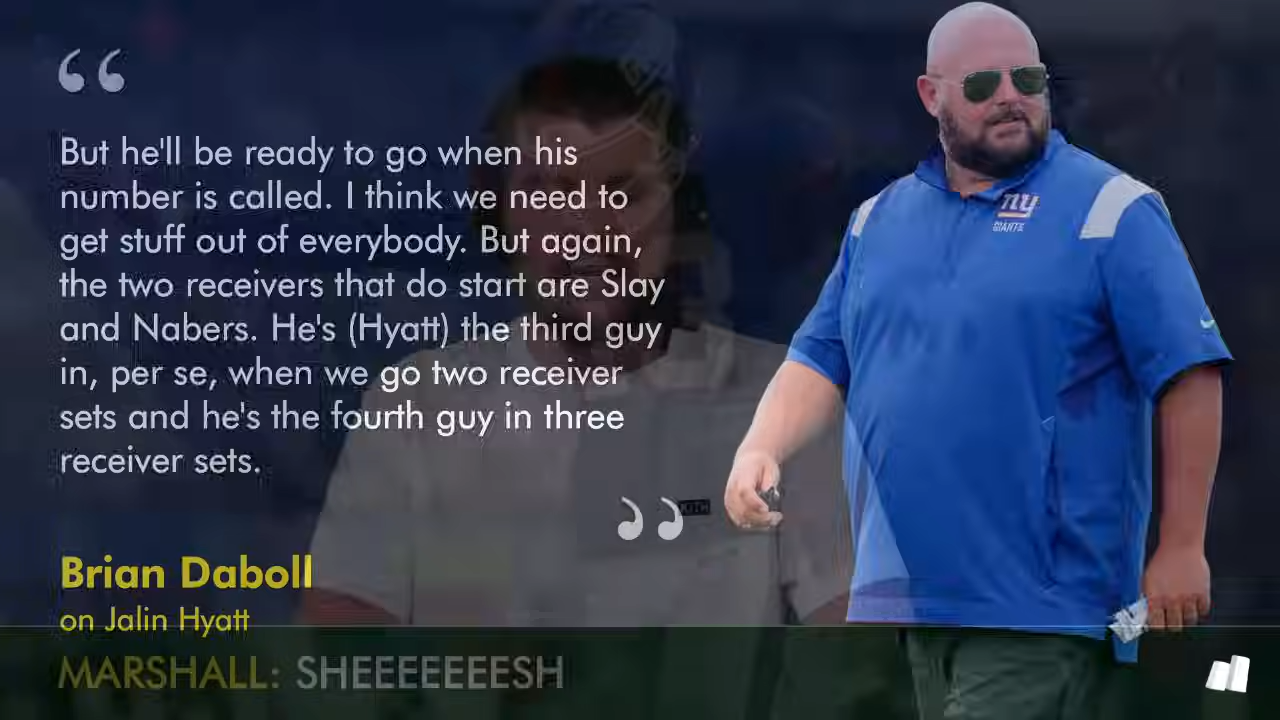 But he'll be ready to go when his
number is called. I think we need to
get stuff out of everybody. But again,
the two receivers that do start are Slay
and Nabers. He's (Hyatt) the third guy
in, per se, when we go two receiver
sets and he's the fourth guy in three
receiver sets.
Brian Daboll
on Jalin Hyatt
MARSHALL: SHEEEEEEESH
ny
GIANTS